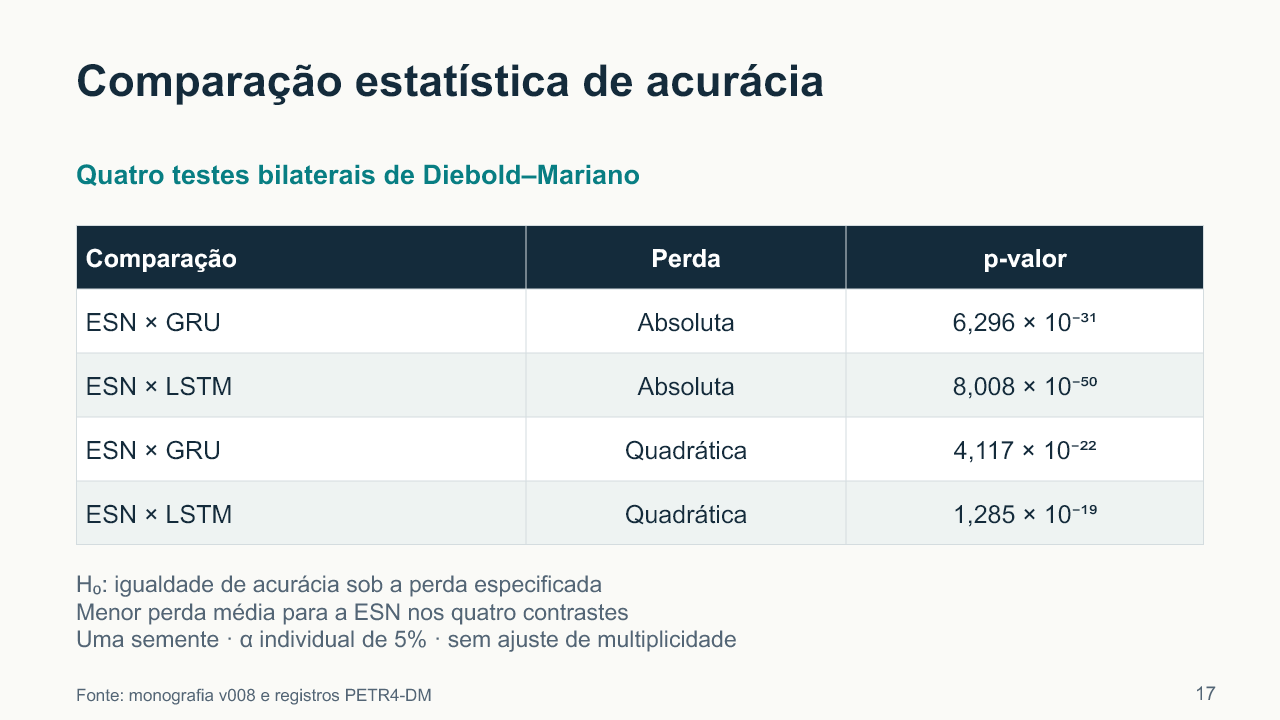 Comparação estatística de acurácia
Quatro testes bilaterais de Diebold–Mariano
Comparação Perda p-valor
ESN × GRU Absoluta 6,296 × 10⁻³¹
ESN × LSTM Absoluta 8,008 × 10⁻⁵⁰
ESN × GRU Quadrática 4,117 × 10⁻²²
ESN × LSTM Quadrática 1,285 × 10⁻¹⁹
H₀: igualdade de acurácia sob a perda especificada
Menor perda média para a ESN nos quatro contrastes
Uma semente · α individual de 5% · sem ajuste de multiplicidade
Fonte: monografia v008 e registros PETR4-DM
17